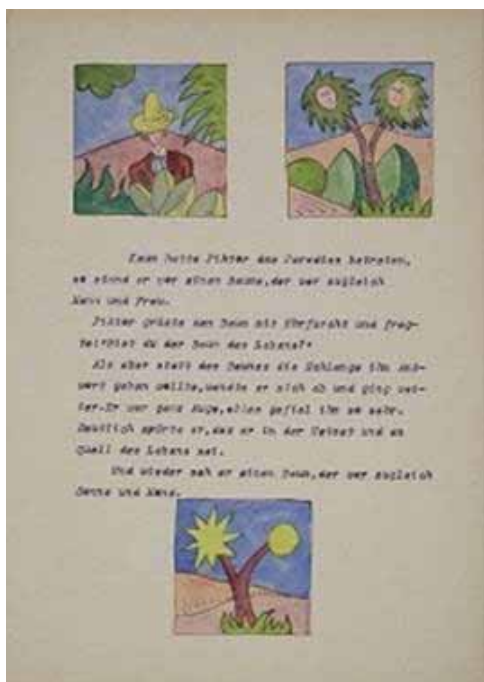 Kaum hatte Piktor das Paradies betreten,
so stand er vor einem Baume, der war zugleich
Mann und Frau.
Piktor grüsste den Baum mit Ehrfurcht und frag-
te:"Bist du der Baum des Lebens?"
Als aber statt des Baumes die Schlange ihm Ant-
wort geben wollte, wandte er sich ab und ging wei-
ter. Er war ganz Auge, alles gefiel ihm so sehr.
Deutlich spürte er, das er in der Heimat und am
Quell des Lebens sei.
Und wieder sah er einen Baum, der war zugleich
Sonne und Mond.